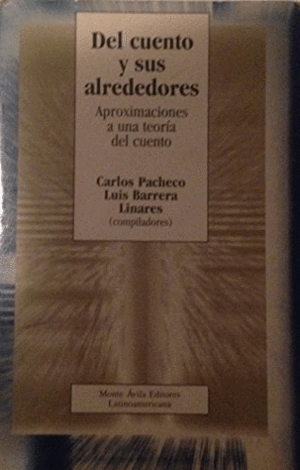 Del cuento
y sus
alrededores
Aproximaciones
a una teoría
del cuento
Carlos Pacheco
Luis Barrera
Linares
(compiladores)
Monte Ávila Editores
Latinoamericana